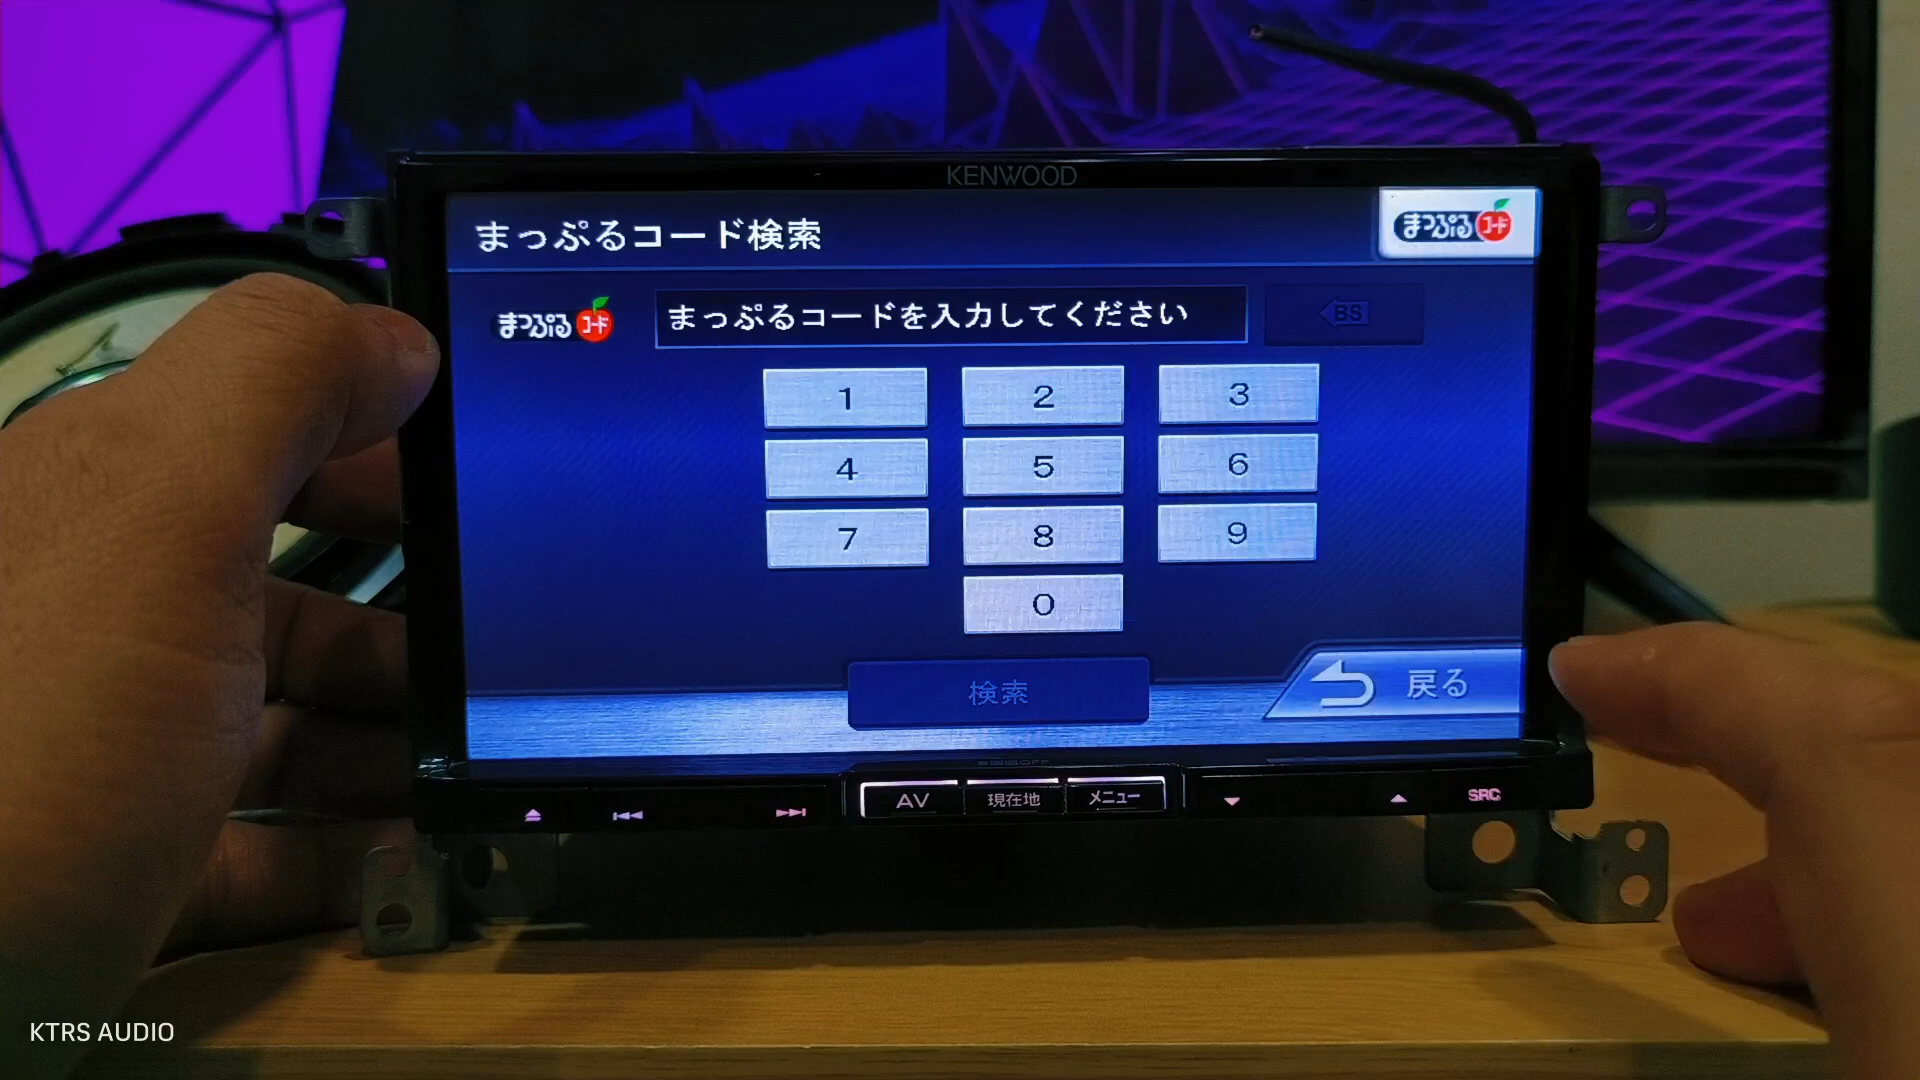 KENWOOD
まっぷるコード検索
まっぷるコード
まっぷるコード
まっぷるコードを入力してください
BS
1 2 3
4 5 6
7 8 9
0
検索
戻る
AV 現在地 メニュー
SRC
KTRS AUDIO